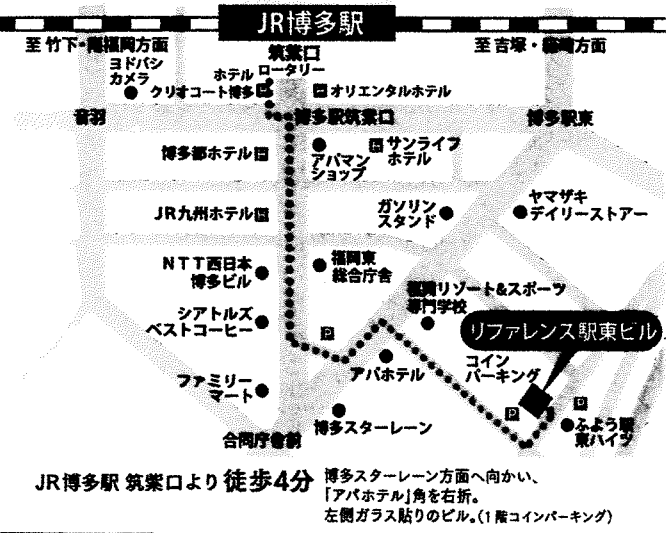 JR博多駅
至 竹下・南福岡方面
筑紫口
至 吉塚・箱崎方面
ヨドバシ
カメラ
ホテル
クリオコート博多
ロータリー
オリエンタルホテル
音羽
博多駅筑紫口
博多駅東
博多都ホテル
アパマン
ショップ
サンライフ
ホテル
JR九州ホテル
ガソリン
スタンド
ヤマザキ
デイリーストアー
NTT西日本
博多ビル
福岡東
総合庁舎
福岡リゾート&スポーツ
専門学校
シアトルズ
ベストコーヒー
P
リファレンス駅東ビル
アパホテル
コイン
パーキング
ファミリー
マート
P
P
博多スターレーン
ふよう駅
東ハイツ
合同庁舎前
JR博多駅 筑紫口より 徒歩4分
博多スターレーン方面へ向かい、
「アパホテル」角を右折。
左側ガラス貼りのビル。(1階コインパーキング)